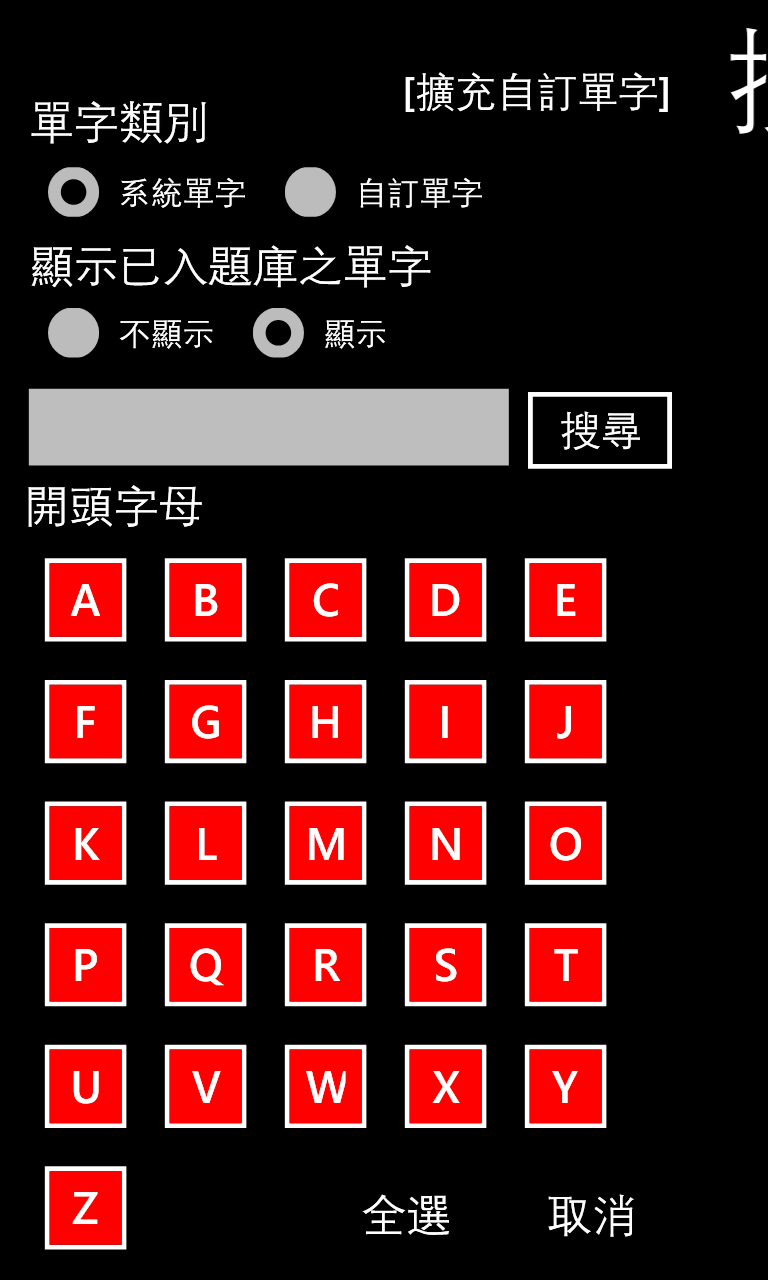 [擴充自訂單字]
單字類別
系統單字 自訂單字
顯示已入題庫之單字
不顯示 顯示
搜尋
開頭字母
A B C D E
F G H I J
K L M N O
P Q R S T
U V W X Y
Z 全選 取消